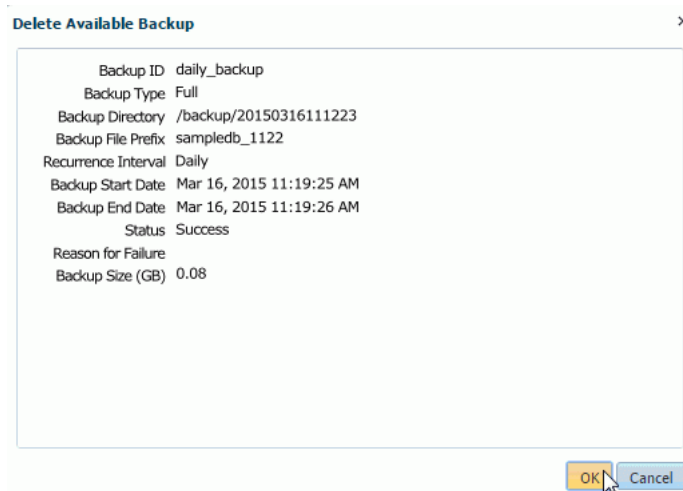 Delete Available Backup
Backup ID daily_backup
Backup Type Full
Backup Directory /backup/20150316111223
Backup File Prefix sampledb_1122
Recurrence Interval Daily
Backup Start Date Mar 16, 2015 11:19:25 AM
Backup End Date Mar 16, 2015 11:19:26 AM
Status Success
Reason for Failure
Backup Size (GB) 0.08
OK Cancel